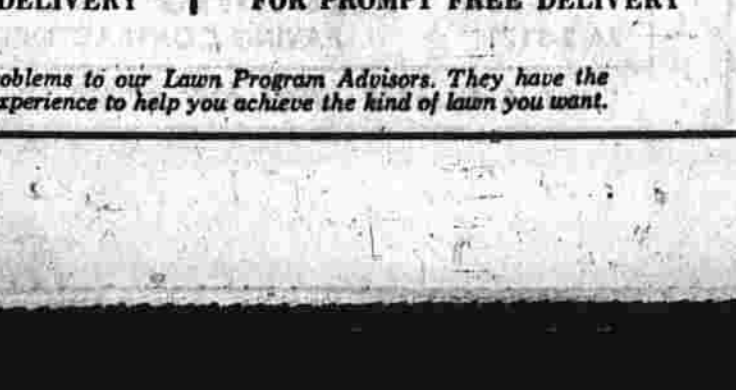 DELIVERY FOR PROMPT FREE DELIVERY
oblems to our Lawn Program Advisors. They have the
xperience to help you achieve the kind of lawn you want.